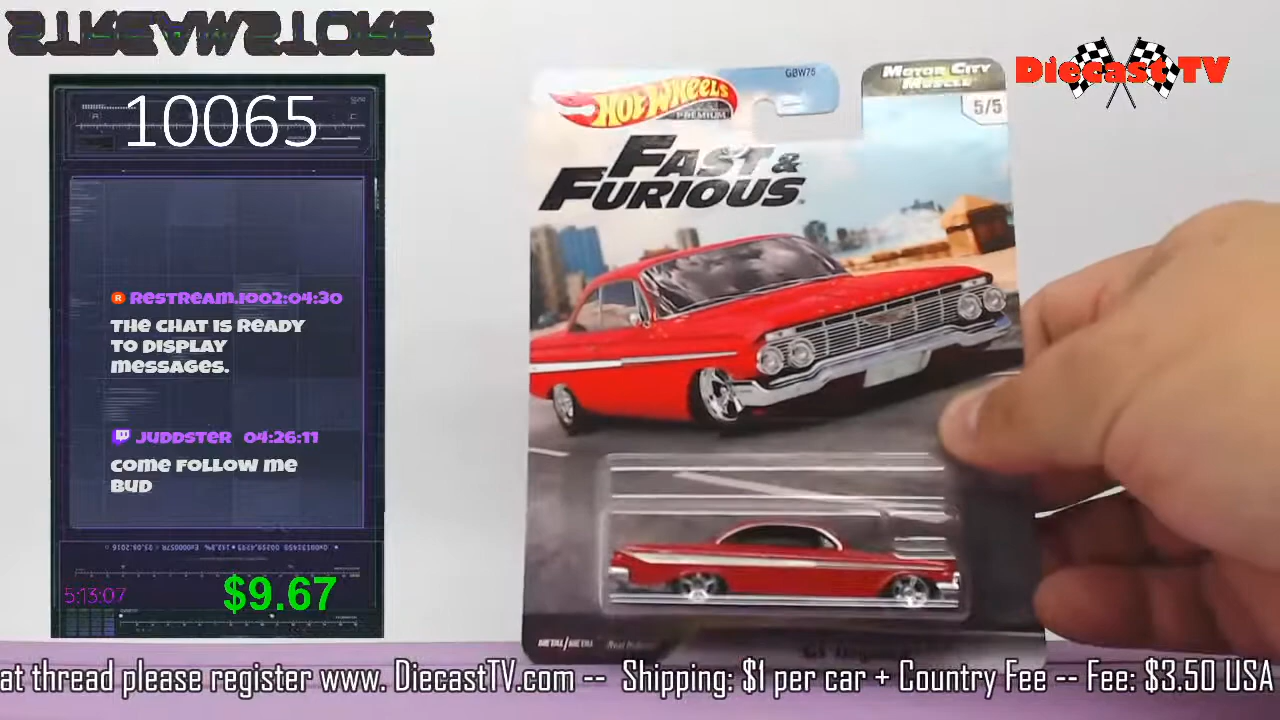 10065
Restream.io 02:04:30
THE CHAT IS READY
TO DISPLAY
MESSAGES.
JUDDSTER 04:26:11
COME FOLLOW ME
BUD
5:13:07
$9.67
HOT WHEELS
PREMIUM
GBW75
MOTOR CITY
MUSCLE
5/5
FAST &
FURIOUS
METAL/METAL
Diecast TV
at thread please register www. DiecastTV.com -- Shipping: $1 per car + Country Fee -- Fee: $3.50 USA